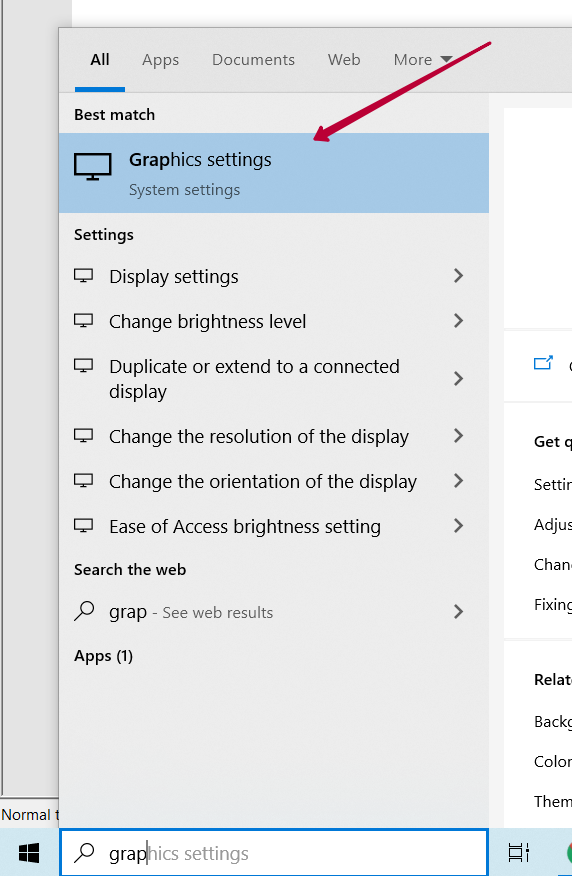 All Apps Documents Web More
Best match
Graphics settings
System settings
Settings
Display settings
Change brightness level
Duplicate or extend to a connected
display
Change the resolution of the display
Change the orientation of the display
Ease of Access brightness setting
Search the web
grap - See web results
Apps (1)
Get q
Settin
Adjus
Chan
Fixing
Relate
Backg
Color
Them
Normal t
graphics settings